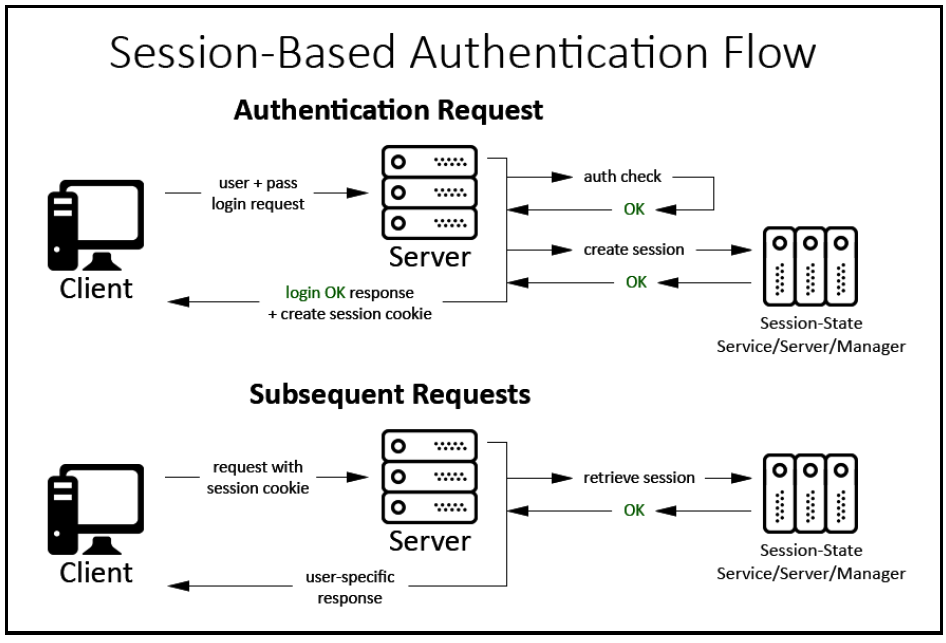 Session-Based Authentication Flow
Authentication Request
user + pass
login request
auth check
OK
Server
create session
OK
Client
login OK response
+ create session cookie
Session-State
Service/Server/Manager
Subsequent Requests
request with
session cookie
retrieve session
OK
Server
Client
user-specific
response
Session-State
Service/Server/Manager